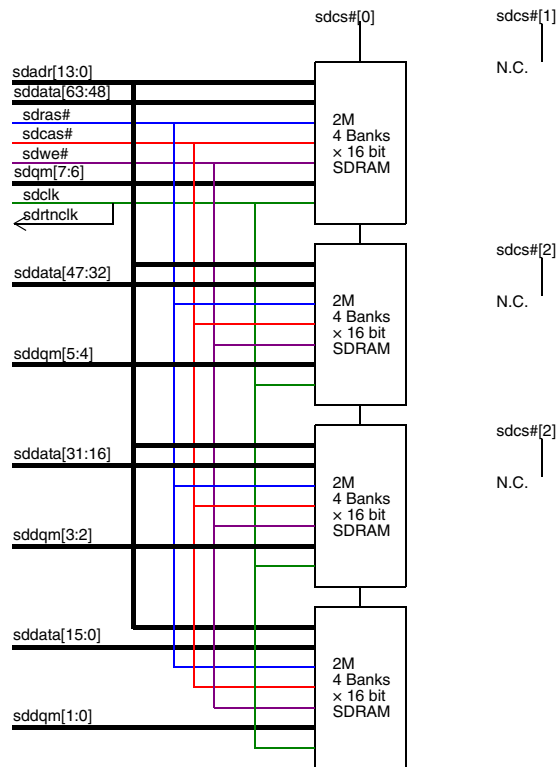 sdcs#[0]
sdcs#[1]
N.C.
sdadr[13:0]
sddata[63:48]
sdras#
sdcas#
sdwe#
sdqm[7:6]
sdclk
sdrtnclk
2M
4 Banks
× 16 bit
SDRAM
sdcs#[2]
N.C.
sddata[47:32]
sddqm[5:4]
2M
4 Banks
× 16 bit
SDRAM
sdcs#[2]
N.C.
sddata[31:16]
sddqm[3:2]
2M
4 Banks
× 16 bit
SDRAM
sddata[15:0]
sddqm[1:0]
2M
4 Banks
× 16 bit
SDRAM